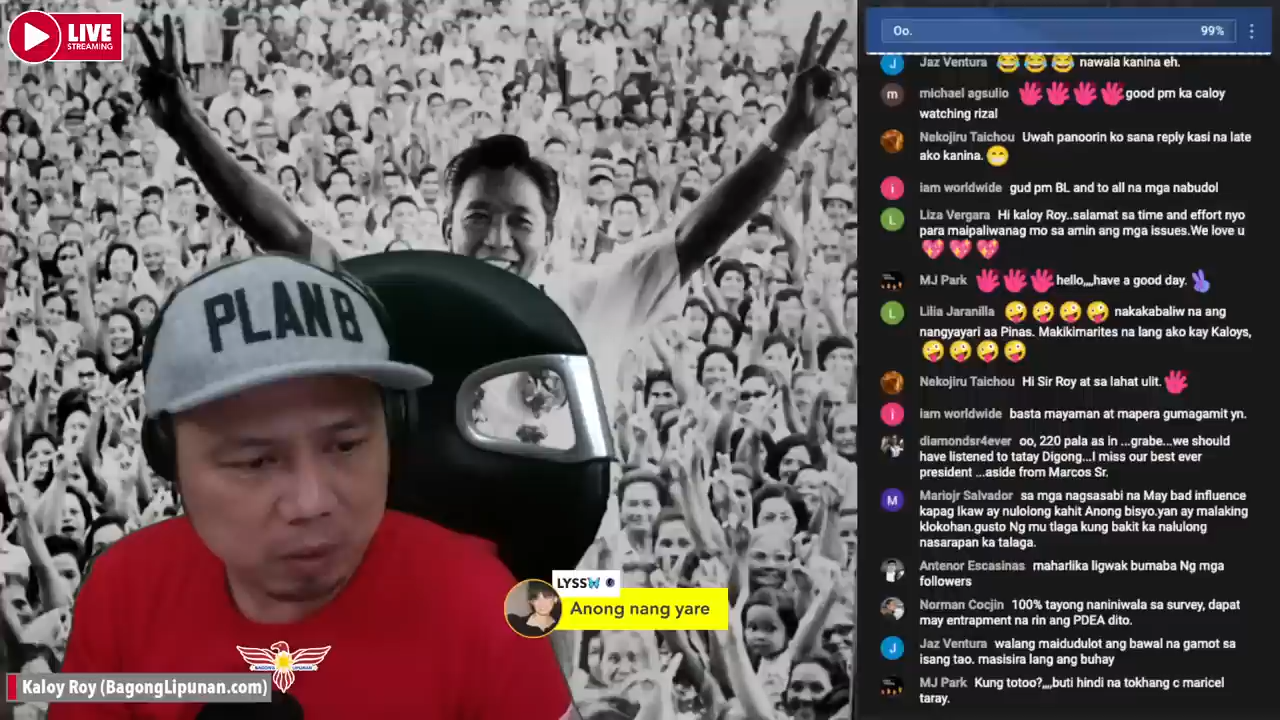 LIVE
STREAMING
PLAN B
LYSS
Anong nang yare
BAGONG LIPUNAN
Kaloy Roy (BagongLipunan.com)
Oo. 99%
Jaz Ventura 😂😂😂 nawala kanina eh.
michael agsulio good pm ka caloy
watching rizal
Nekojiru Taichou Uwah panoorin ko sana reply kasi na late
ako kanina. 😁
iam worldwide gud pm BL and to all na mga nabudol
Liza Vergara Hi kaloy Roy..salamat sa time and effort nyo
para maipaliwanag mo sa amin ang mga issues.We love u
💖💖💖
MJ Park hello,,,,have a good day.
Lilia Jaranilla 🤪🤪🤪🤪 nakakabaliw na ang
nangyayari aa Pinas. Makikimarites na lang ako kay Kaloys,
🤪🤪🤪🤪
Nekojiru Taichou Hi Sir Roy at sa lahat ulit.
iam worldwide basta mayaman at mapera gumagamit yn.
diamondsr4ever oo, 220 pala as in ...grabe...we should
have listened to tatay Digong...I miss our best ever
president ...aside from Marcos Sr.
Mariojr Salvador sa mga nagsasabi na May bad influence
kapag Ikaw ay nulolong kahit Anong bisyo.yan ay malaking
klokohan.gusto Ng mu tlaga kung bakit ka nalulong
nasarapan ka talaga.
Antenor Escasinas maharlika ligwak bumaba Ng mga
followers
Norman Cocjin 100% tayong naniniwala sa survey, dapat
may entrapment na rin ang PDEA dito.
Jaz Ventura walang maidudulot ang bawal na gamot sa
isang tao. masisira lang ang buhay
MJ Park Kung totoo?,,,,buti hindi na tokhang c maricel
taray.